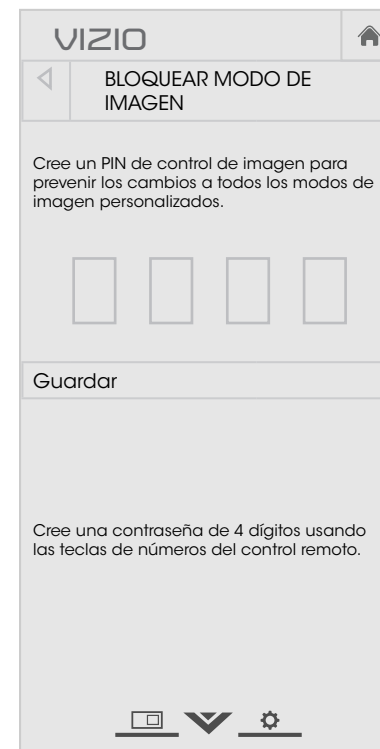 VIZIO
BLOQUEAR MODO DE
IMAGEN
Cree un PIN de control de imagen para
prevenir los cambios a todos los modos de
imagen personalizados.
Guardar
Cree una contraseña de 4 dígitos usando
las teclas de números del control remoto.